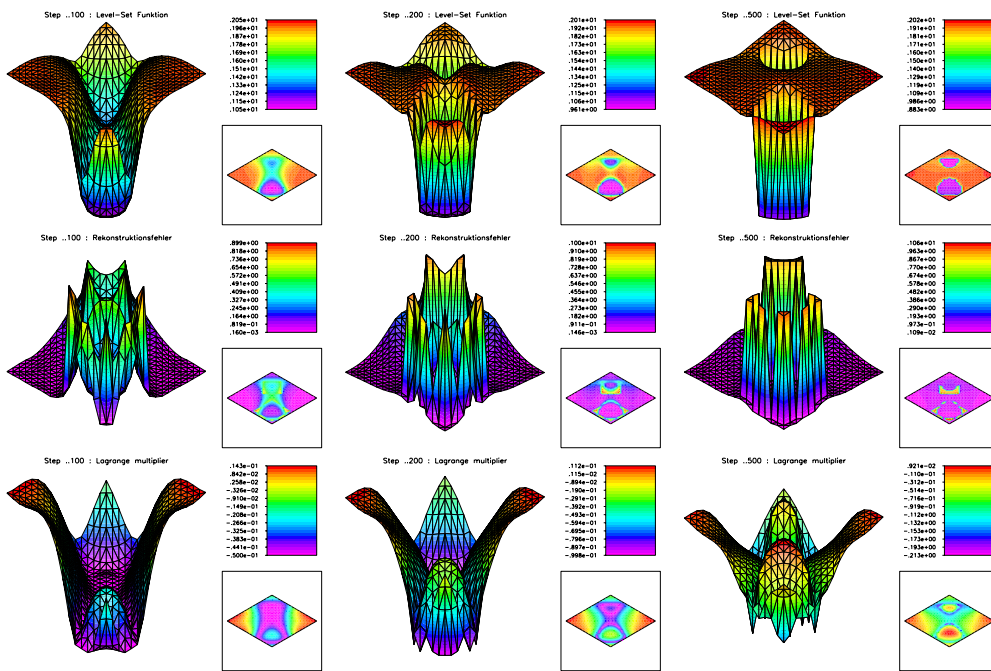 Step ..100 : Level-Set Funktion
.205e+01
.196e+01
.187e+01
.178e+01
.169e+01
.160e+01
.151e+01
.142e+01
.133e+01
.124e+01
.115e+01
.105e+01
Step ..200 : Level-Set Funktion
.201e+01
.192e+01
.182e+01
.173e+01
.163e+01
.153e+01
.144e+01
.134e+01
.125e+01
.115e+01
.106e+01
.961e+00
Step ..500 : Level-Set Funktion
.202e+01
.191e+01
.181e+01
.171e+01
.160e+01
.150e+01
.140e+01
.129e+01
.119e+01
.109e+01
.986e+00
.883e+00
Step ..100 : Rekonstruktionsfehler
.899e+00
.818e+00
.736e+00
.654e+00
.572e+00
.491e+00
.409e+00
.327e+00
.245e+00
.164e+00
.819e-01
.160e-03
Step ..200 : Rekonstruktionsfehler
.100e+01
.910e+00
.819e+00
.728e+00
.637e+00
.546e+00
.455e+00
.364e+00
.273e+00
.182e+00
.911e-01
.146e-03
Step ..500 : Rekonstruktionsfehler
.106e+01
.963e+00
.867e+00
.770e+00
.674e+00
.578e+00
.482e+00
.386e+00
.290e+00
.194e+00
.973e-01
.109e-02
Step ..100 : Lagrange multiplier
.143e-01
.842e-02
.258e-02
-.326e-02
-.910e-02
-.149e-01
-.208e-01
-.266e-01
-.325e-01
-.383e-01
-.441e-01
-.500e-01
Step ..200 : Lagrange multiplier
.112e-01
.115e-02
-.894e-02
-.190e-01
-.291e-01
-.392e-01
-.493e-01
-.594e-01
-.695e-01
-.796e-01
-.897e-01
-.998e-01
Step ..500 : Lagrange multiplier
.921e-02
-.110e-01
-.312e-01
-.514e-01
-.716e-01
-.919e-01
-.112e+00
-.132e+00
-.153e+00
-.173e+00
-.193e+00
-.213e+00